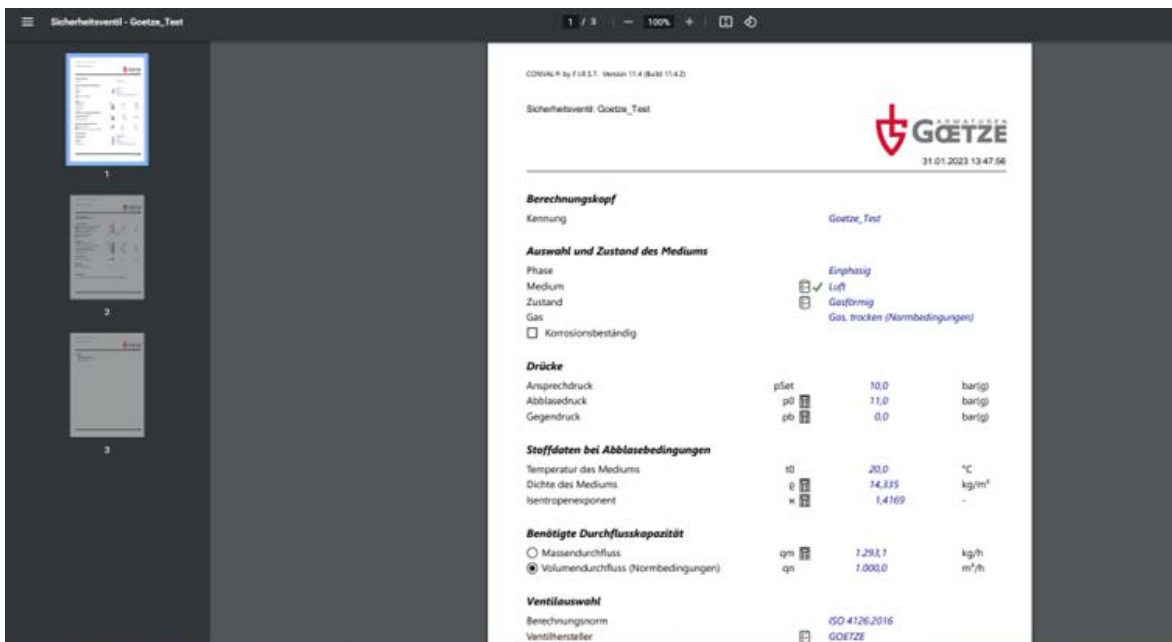 Sicherheitsventil - Goetze_Test
1 / 3 − 100% +
1
2
3
CONVAL® by F.I.R.S.T. Version 11.4 (Build 11.4.2)
Sicherheitsventil: Goetze_Test
ARMATUREN
GŒTZE
31.01.2023 13:47:56
Berechnungskopf
Kennung Goetze_Test
Auswahl und Zustand des Mediums
Phase Einphasig
Medium Luft
Zustand Gasförmig
Gas Gas, trocken (Normbedingungen)
Korrosionsbeständig
Drücke
Ansprechdruck pSet 10,0 bar(g)
Abblasedruck p0 11,0 bar(g)
Gegendruck pb 0,0 bar(g)
Stoffdaten bei Abblasebedingungen
Temperatur des Mediums t0 20,0 °C
Dichte des Mediums ϱ 14,335 kg/m³
Isentropenexponent ϰ 1,4169 -
Benötigte Durchflusskapazität
Massendurchfluss qm 1.293,1 kg/h
Volumendurchfluss (Normbedingungen) qn 1.000,0 m³/h
Ventilauswahl
Berechnungsnorm ISO 4126:2016
Ventilhersteller GOETZE